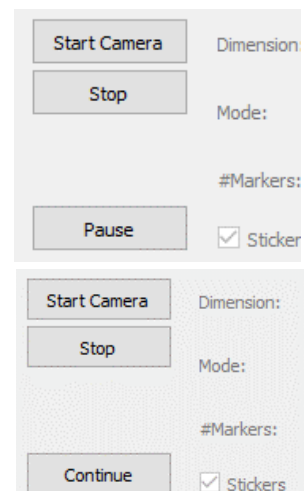 Start Camera Dimension:
Stop
Mode:
#Markers:
Pause
Sticker
Start Camera Dimension:
Stop
Mode:
#Markers:
Continue
Stickers